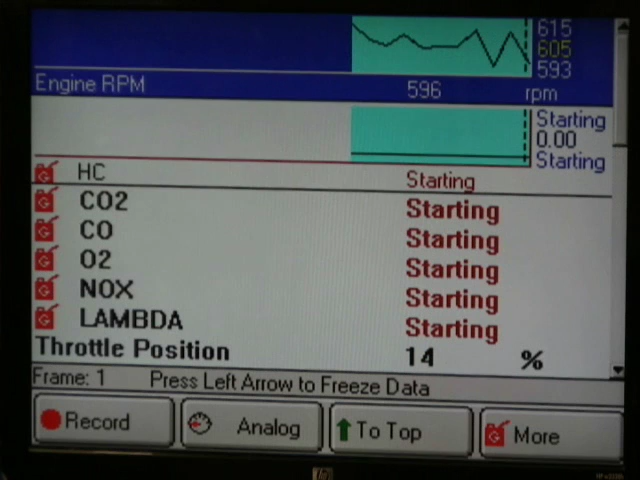 615
605
593
Engine RPM 596 rpm
Starting
0.00
Starting
G HC Starting
G CO2 Starting
G CO Starting
G O2 Starting
G NOX Starting
G LAMBDA Starting
Throttle Position 14 %
Frame: 1 Press Left Arrow to Freeze Data
Record Analog To Top G More
hp